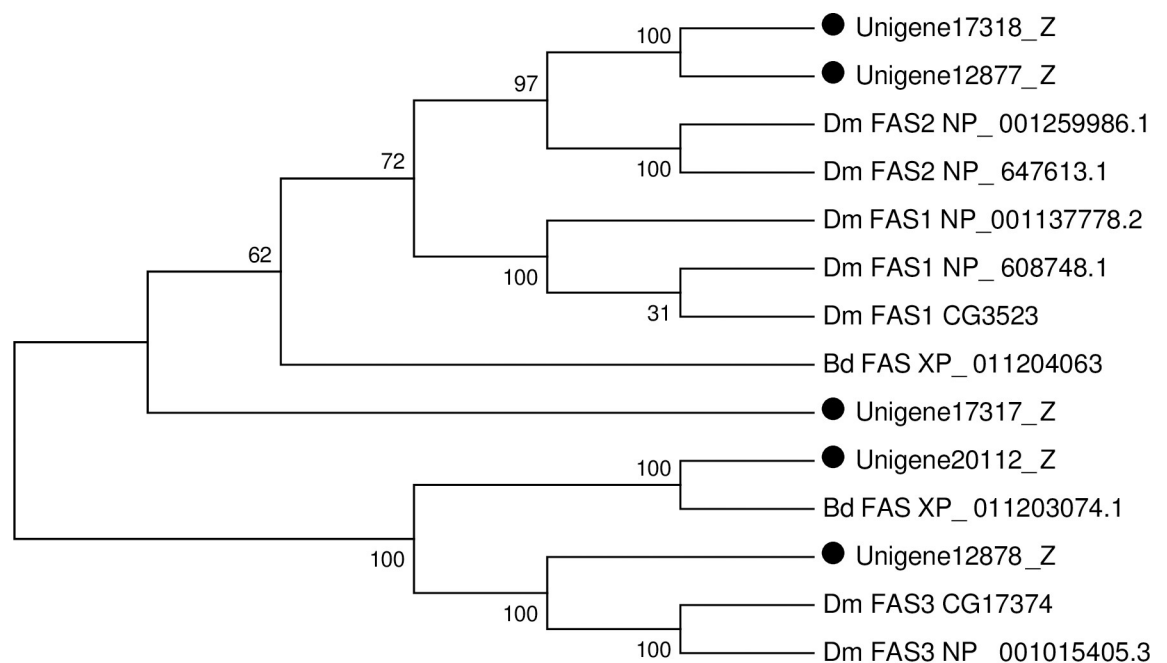 100
Unigene17318_Z
Unigene12877_Z
97
Dm FAS2 NP_ 001259986.1
72
100
Dm FAS2 NP_ 647613.1
Dm FAS1 NP_001137778.2
62
100
Dm FAS1 NP_ 608748.1
31
Dm FAS1 CG3523
Bd FAS XP_ 011204063
Unigene17317_Z
100
Unigene20112_Z
Bd FAS XP_ 011203074.1
100
Unigene12878_Z
100
Dm FAS3 CG17374
100
Dm FAS3 NP_ 001015405.3